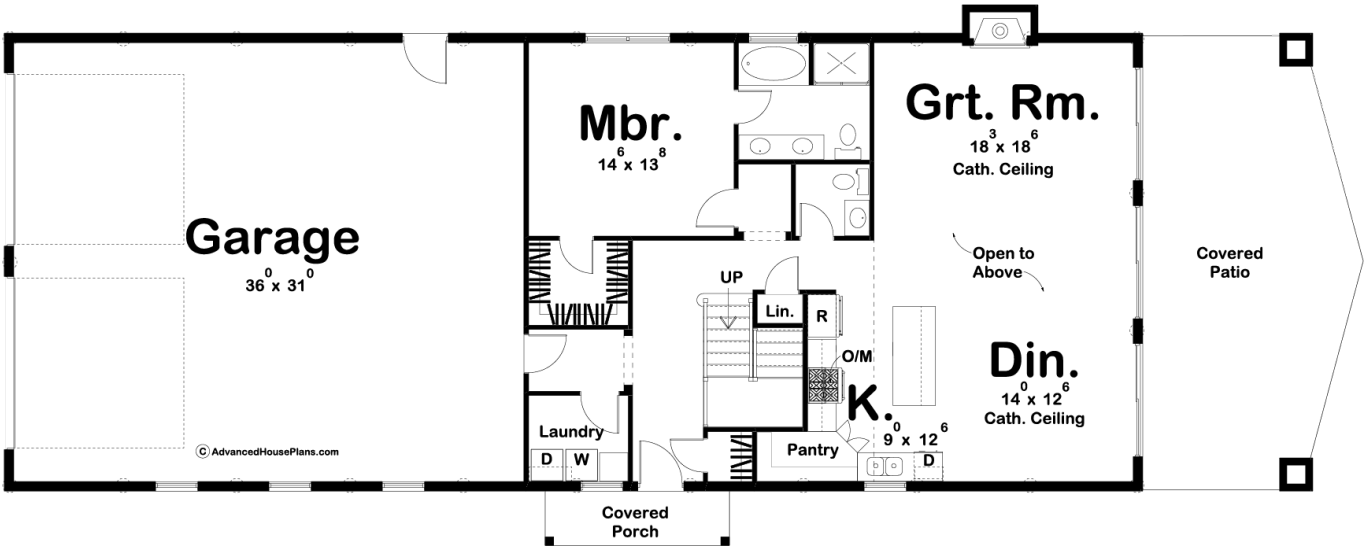 Garage
36⁰ x 31⁰
© AdvancedHousePlans.com
Mbr.
14⁶ x 13⁸
Grt. Rm.
18³ x 18⁶
Cath. Ceiling
Open to
Above
Covered
Patio
UP
Lin.
R
O/M
K.
9⁰ x 12⁶
Din.
14⁰ x 12⁶
Cath. Ceiling
Laundry
D
W
Pantry
D
Covered
Porch